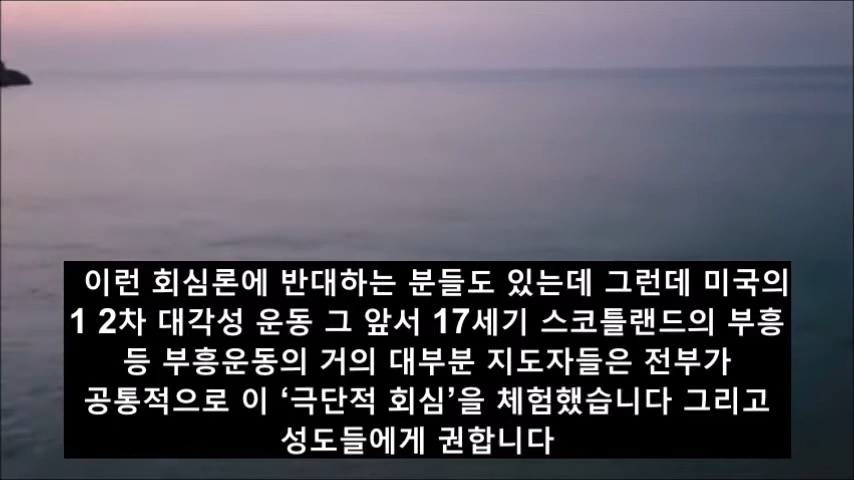 이런 회심론에 반대하는 분들도 있는데 그런데 미국의
1 2차 대각성 운동 그 앞서 17세기 스코틀랜드의 부흥
등 부흥운동의 거의 대부분 지도자들은 전부가
공통적으로 이 ‘극단적 회심’을 체험했습니다 그리고
성도들에게 권합니다